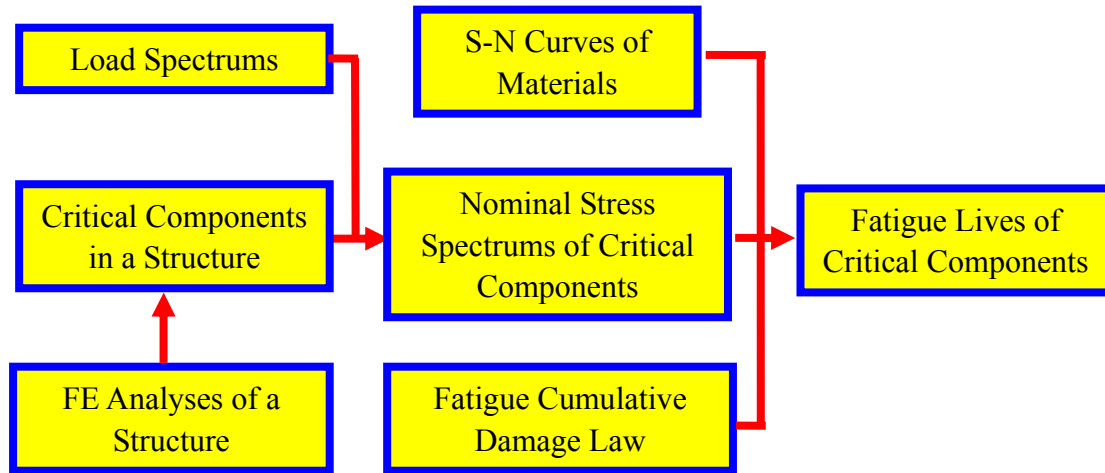 Load Spectrums
S-N Curves of
Materials
Critical Components
in a Structure
Nominal Stress
Spectrums of Critical
Components
Fatigue Lives of
Critical Components
FE Analyses of a
Structure
Fatigue Cumulative
Damage Law